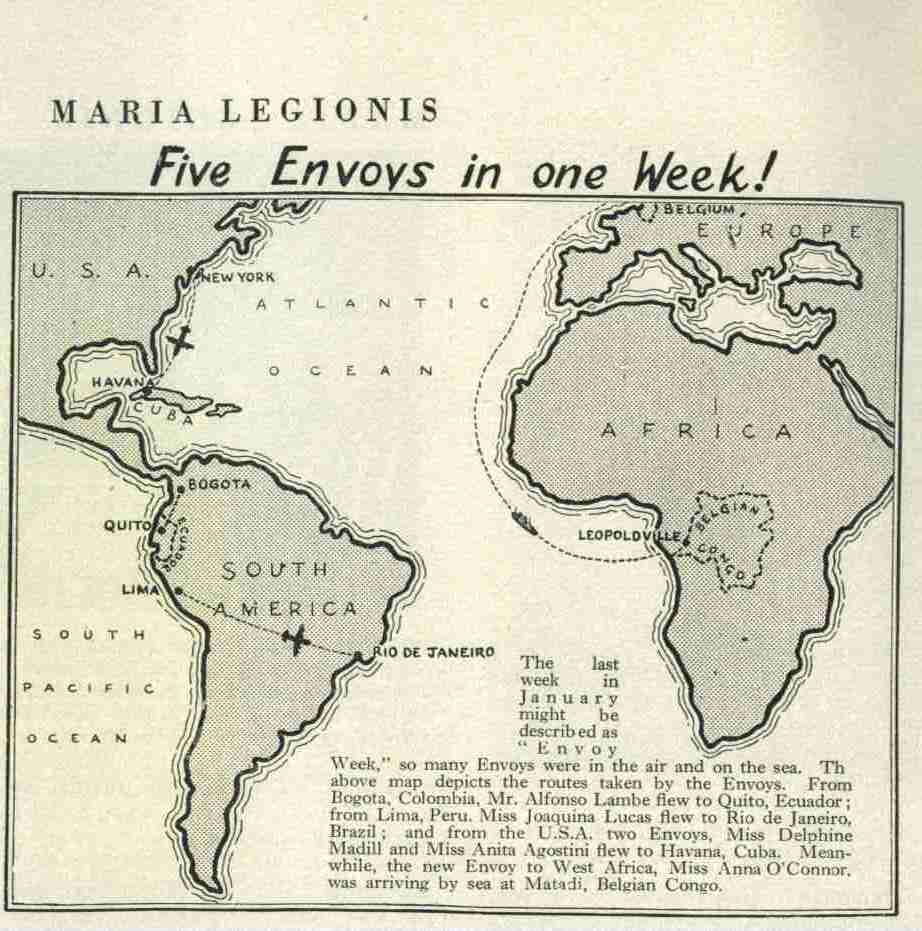 MARIA LEGIONIS
Five Envoys in one Week!
BELGIUM
EUROPE
U. S. A.
NEW YORK
ATLANTIC
OCEAN
HAVANA
CUBA
AFRICA
BOGOTA
QUITO
ECUADOR
LEOPOLDVILLE
BELGIAN
CONGO
LIMA
SOUTH
AMERICA
RIO DE JANEIRO
SOUTH
PACIFIC
OCEAN
The last
week in
January
might be
described as
“Envoy
Week,” so many Envoys were in the air and on the sea. Th
above map depicts the routes taken by the Envoys. From
Bogota, Colombia, Mr. Alfonso Lambe flew to Quito, Ecuador;
from Lima, Peru. Miss Joaquina Lucas flew to Rio de Janeiro,
Brazil; and from the U.S.A. two Envoys, Miss Delphine
Madill and Miss Anita Agostini flew to Havana, Cuba. Mean-
while, the new Envoy to West Africa, Miss Anna O'Connor.
was arriving by sea at Matadi, Belgian Congo.